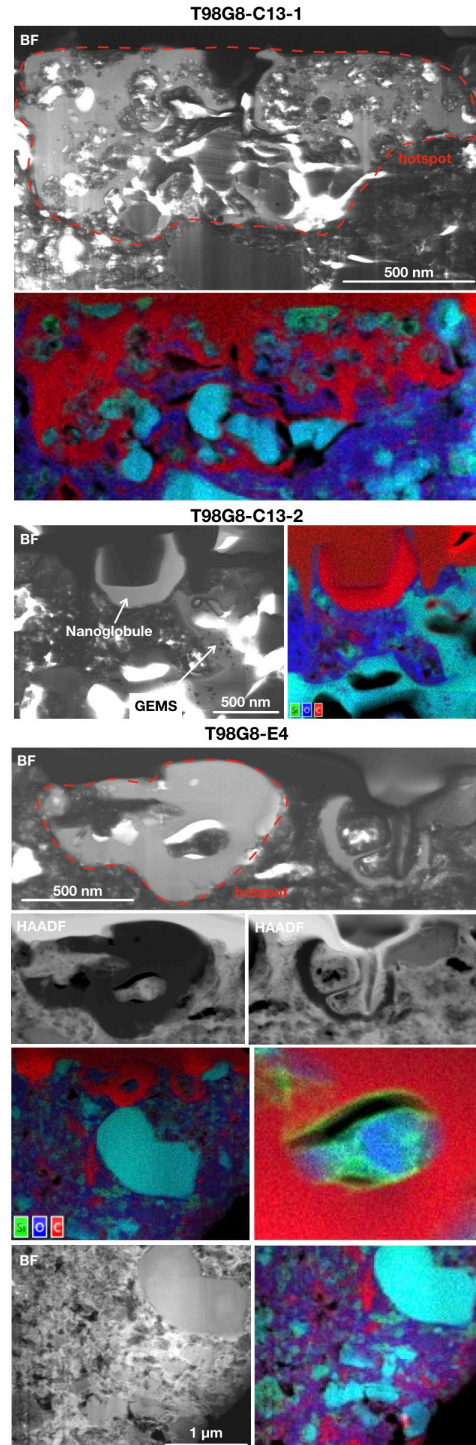 T98G8-C13-1
BF
hotspot
500 nm
T98G8-C13-2
BF
Nanoglobule
GEMS
500 nm
Si O C
T98G8-E4
BF
500 nm
hotspot
HAADF
HAADF
Si O C
BF
1 μm